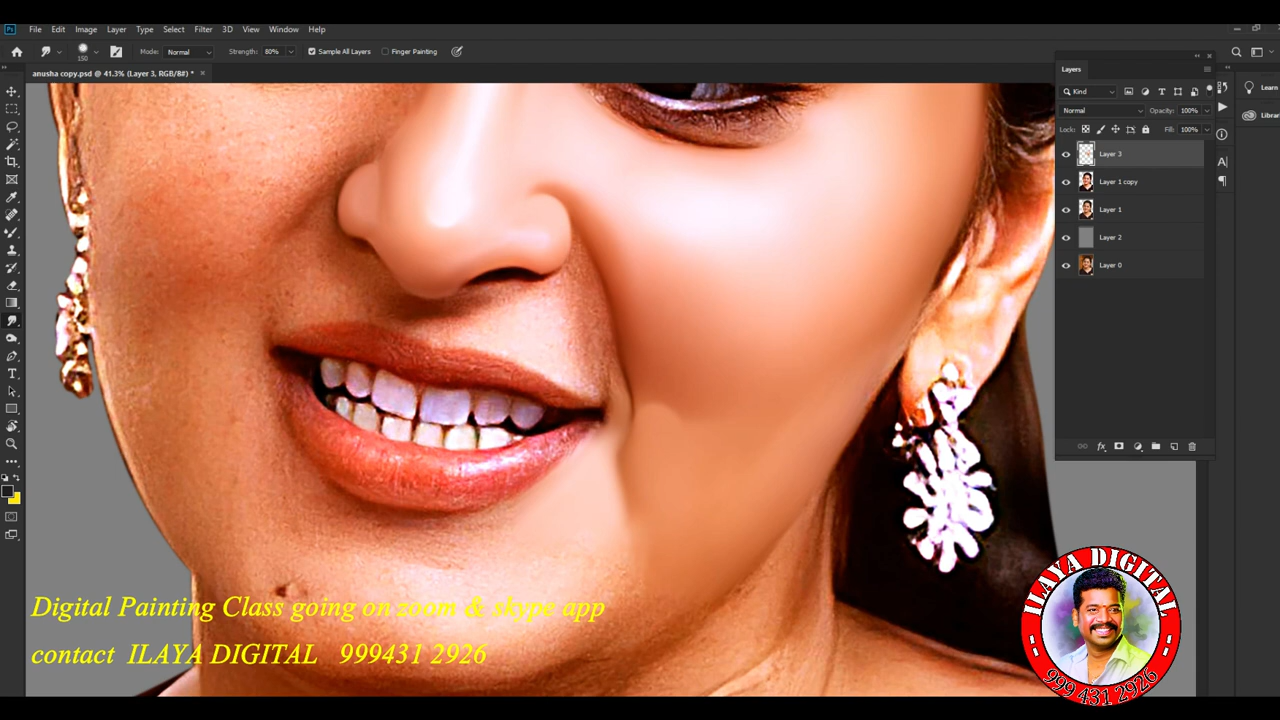 File Edit Image Layer Type Select Filter 3D View Window Help
150 Mode: Normal Strength: 80% Sample All Layers Finger Painting
anusha copy.psd @ 41.3% (Layer 3, RGB/8#) *
Layers
Learn
Kind
Normal Opacity: 100%
Librar
Lock: Fill: 100%
Layer 3
Layer 1 copy
Layer 1
Layer 2
Layer 0
Digital Painting Class going on zoom & skype app
contact ILAYA DIGITAL 999431 2926
ILAYA DIGITAL
999 431 2926